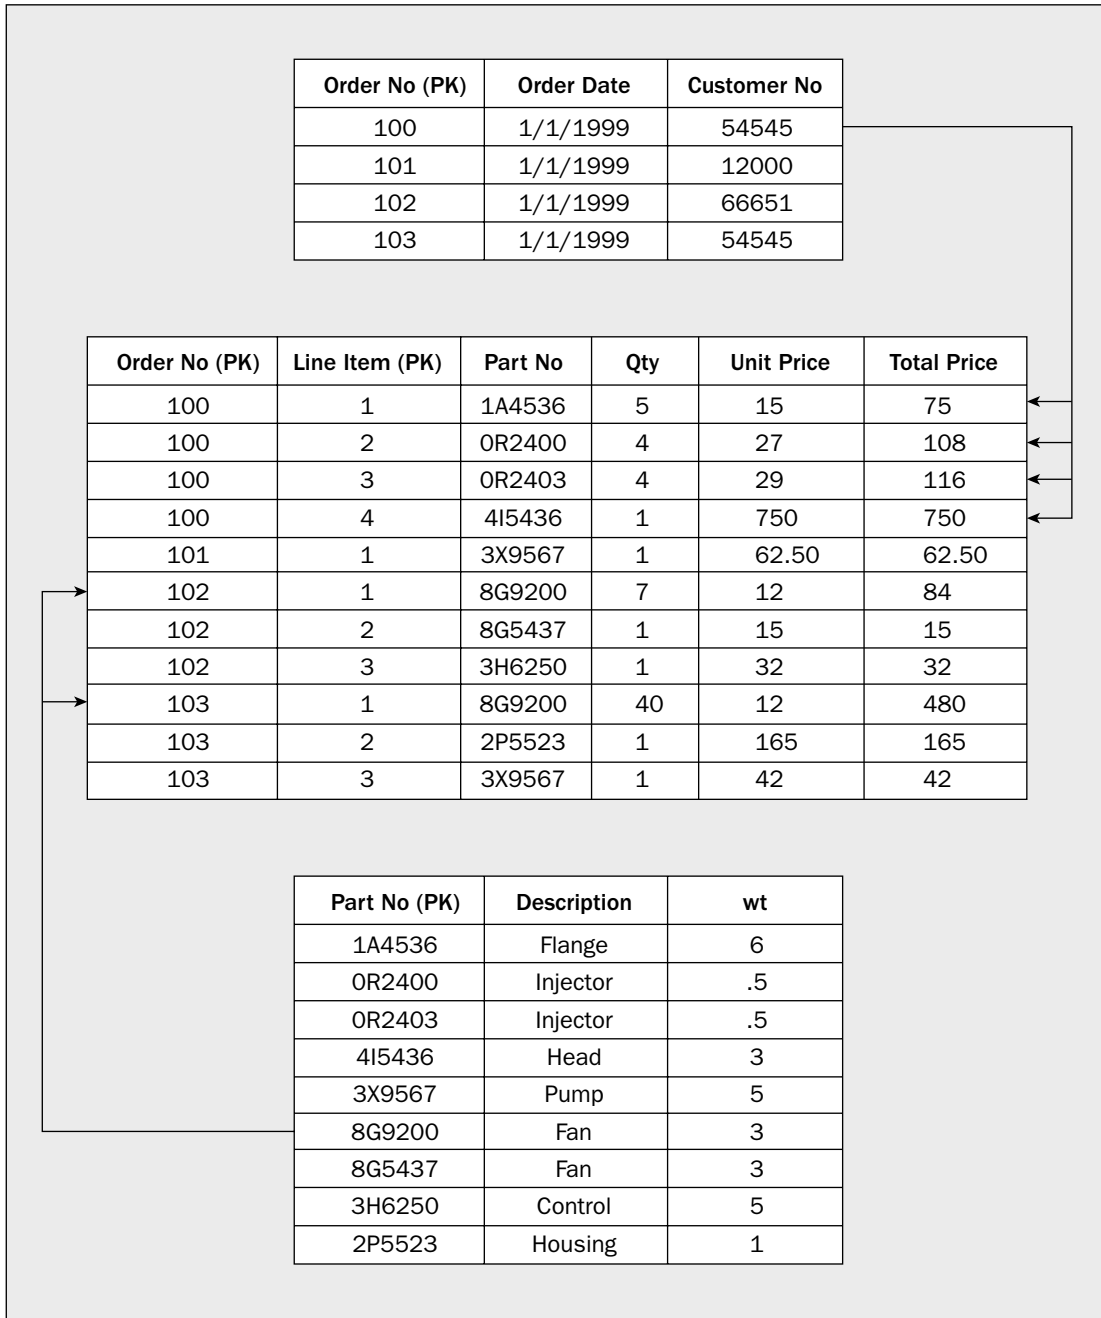 Order No (PK) Order Date Customer No
100 1/1/1999 54545
101 1/1/1999 12000
102 1/1/1999 66651
103 1/1/1999 54545
Order No (PK) Line Item (PK) Part No Qty Unit Price Total Price
100 1 1A4536 5 15 75
100 2 0R2400 4 27 108
100 3 0R2403 4 29 116
100 4 4I5436 1 750 750
101 1 3X9567 1 62.50 62.50
102 1 8G9200 7 12 84
102 2 8G5437 1 15 15
102 3 3H6250 1 32 32
103 1 8G9200 40 12 480
103 2 2P5523 1 165 165
103 3 3X9567 1 42 42
Part No (PK) Description wt
1A4536 Flange 6
0R2400 Injector .5
0R2403 Injector .5
4I5436 Head 3
3X9567 Pump 5
8G9200 Fan 3
8G5437 Fan 3
3H6250 Control 5
2P5523 Housing 1